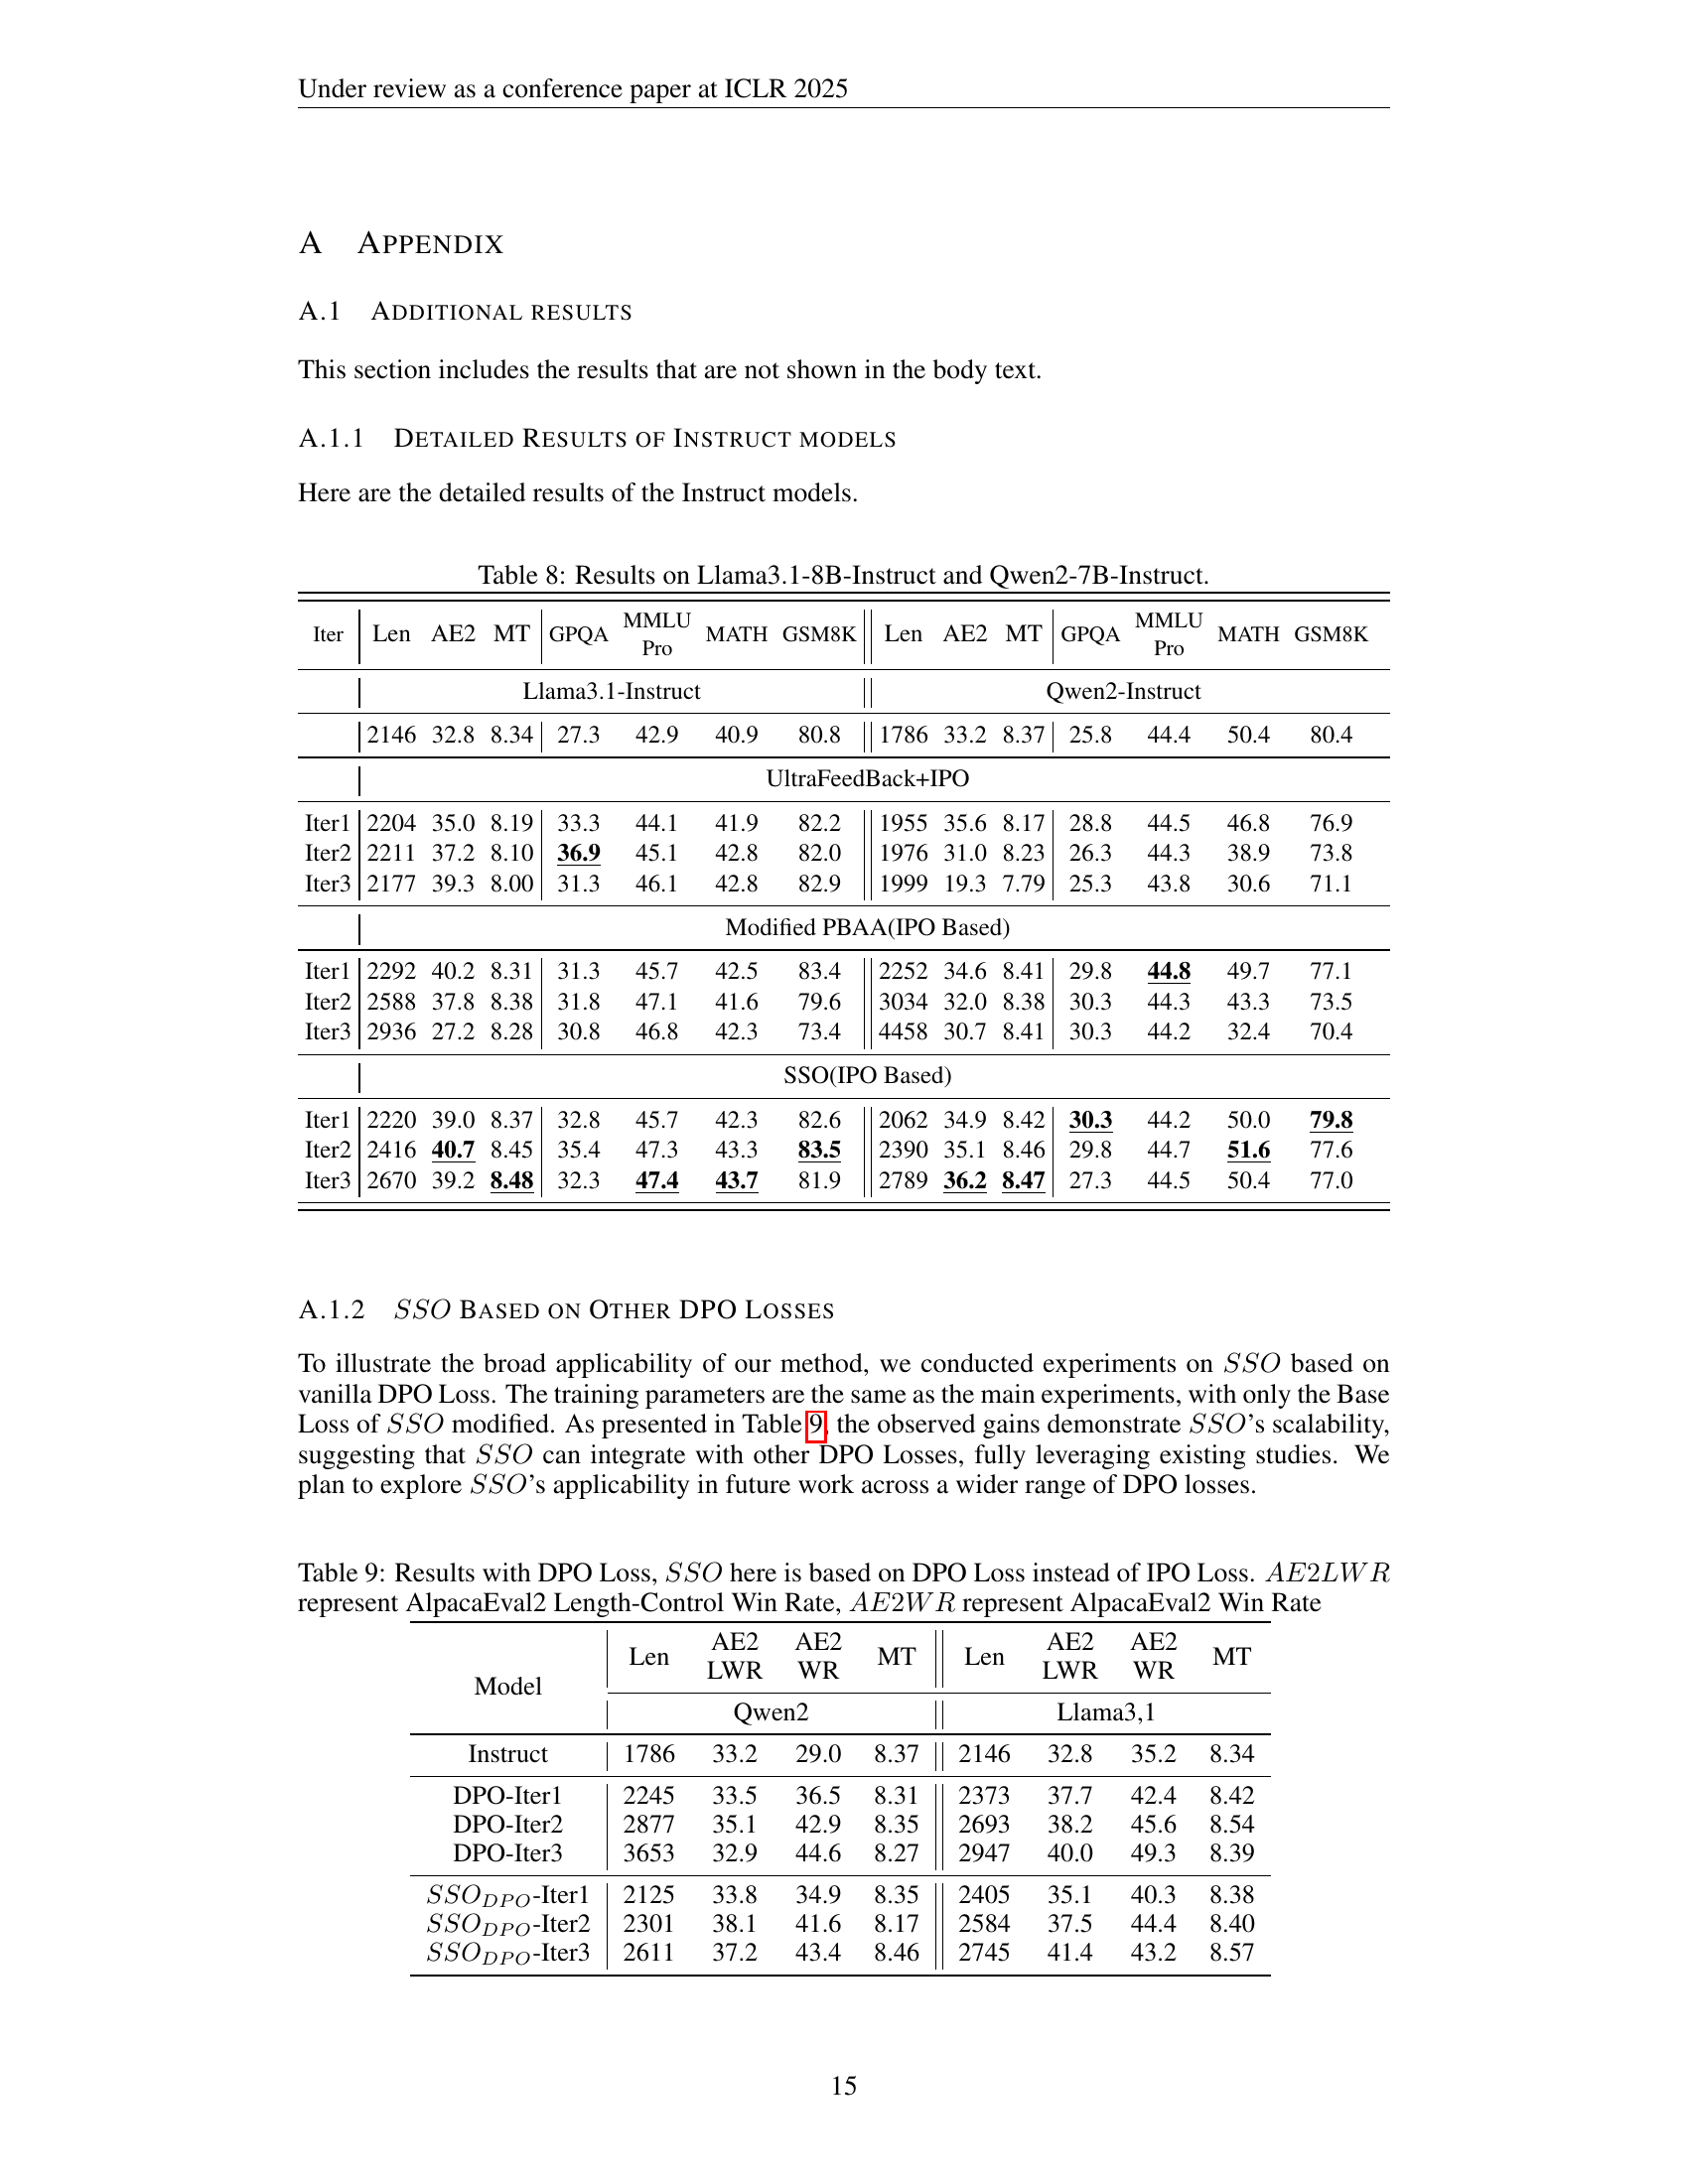 Under review as a conference paper at ICLR 2025
A APPENDIX
A.1 ADDITIONAL RESULTS
This section includes the results that are not shown in the body text.
A.1.1 DETAILED RESULTS OF INSTRUCT MODELS
Here are the detailed results of the Instruct models.
Table 8: Results on Llama3.1-8B-Instruct and Qwen2-7B-Instruct.
Iter Len AE2 MT GPQA MMLU Pro MATH GSM8K Len AE2 MT GPQA MMLU Pro MATH GSM8K
Llama3.1-Instruct Qwen2-Instruct
2146 32.8 8.34 27.3 42.9 40.9 80.8 1786 33.2 8.37 25.8 44.4 50.4 80.4
UltraFeedBack+IPO
Iter1 2204 35.0 8.19 33.3 44.1 41.9 82.2 1955 35.6 8.17 28.8 44.5 46.8 76.9
Iter2 2211 37.2 8.10 36.9 45.1 42.8 82.0 1976 31.0 8.23 26.3 44.3 38.9 73.8
Iter3 2177 39.3 8.00 31.3 46.1 42.8 82.9 1999 19.3 7.79 25.3 43.8 30.6 71.1
Modified PBAA(IPO Based)
Iter1 2292 40.2 8.31 31.3 45.7 42.5 83.4 2252 34.6 8.41 29.8 44.8 49.7 77.1
Iter2 2588 37.8 8.38 31.8 47.1 41.6 79.6 3034 32.0 8.38 30.3 44.3 43.3 73.5
Iter3 2936 27.2 8.28 30.8 46.8 42.3 73.4 4458 30.7 8.41 30.3 44.2 32.4 70.4
SSO(IPO Based)
Iter1 2220 39.0 8.37 32.8 45.7 42.3 82.6 2062 34.9 8.42 30.3 44.2 50.0 79.8
Iter2 2416 40.7 8.45 35.4 47.3 43.3 83.5 2390 35.1 8.46 29.8 44.7 51.6 77.6
Iter3 2670 39.2 8.48 32.3 47.4 43.7 81.9 2789 36.2 8.47 27.3 44.5 50.4 77.0
A.1.2 SSO BASED ON OTHER DPO LOSSES
To illustrate the broad applicability of our method, we conducted experiments on SSO based on
vanilla DPO Loss. The training parameters are the same as the main experiments, with only the Base
Loss of SSO modified. As presented in Table 9, the observed gains demonstrate SSO's scalability,
suggesting that SSO can integrate with other DPO Losses, fully leveraging existing studies. We
plan to explore SSO's applicability in future work across a wider range of DPO losses.
Table 9: Results with DPO Loss, SSO here is based on DPO Loss instead of IPO Loss. AE2LWR
represent AlpacaEval2 Length-Control Win Rate, AE2WR represent AlpacaEval2 Win Rate
Model Len AE2 LWR AE2 WR MT Len AE2 LWR AE2 WR MT
Qwen2 Llama3,1
Instruct 1786 33.2 29.0 8.37 2146 32.8 35.2 8.34
DPO-Iter1 2245 33.5 36.5 8.31 2373 37.7 42.4 8.42
DPO-Iter2 2877 35.1 42.9 8.35 2693 38.2 45.6 8.54
DPO-Iter3 3653 32.9 44.6 8.27 2947 40.0 49.3 8.39
SSO_DPO-Iter1 2125 33.8 34.9 8.35 2405 35.1 40.3 8.38
SSO_DPO-Iter2 2301 38.1 41.6 8.17 2584 37.5 44.4 8.40
SSO_DPO-Iter3 2611 37.2 43.4 8.46 2745 41.4 43.2 8.57
15